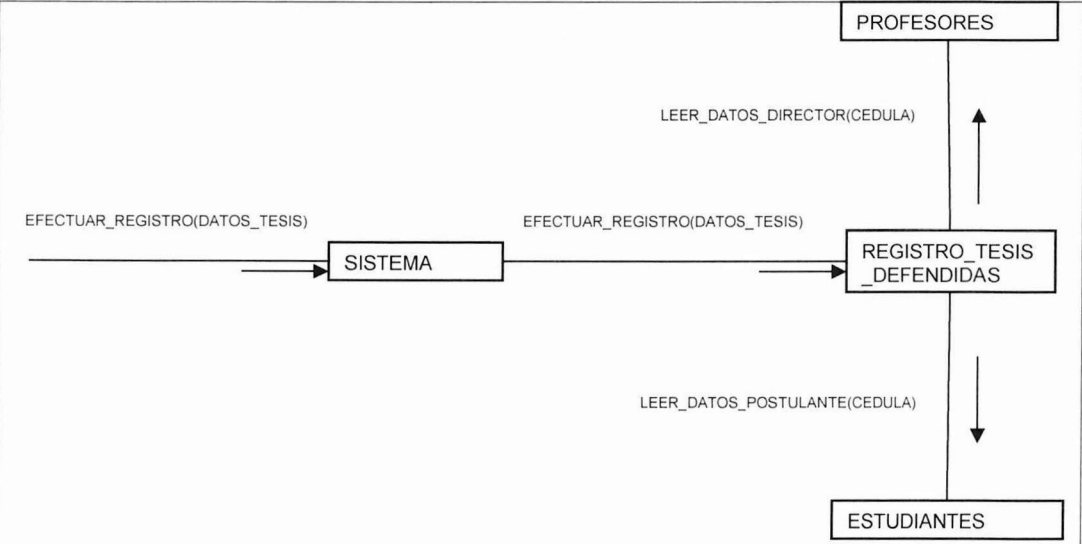 PROFESORES
LEER_DATOS_DIRECTOR(CEDULA)
EFECTUAR_REGISTRO(DATOS_TESIS)
EFECTUAR_REGISTRO(DATOS_TESIS)
SISTEMA
REGISTRO_TESIS
_DEFENDIDAS
LEER_DATOS_POSTULANTE(CEDULA)
ESTUDIANTES